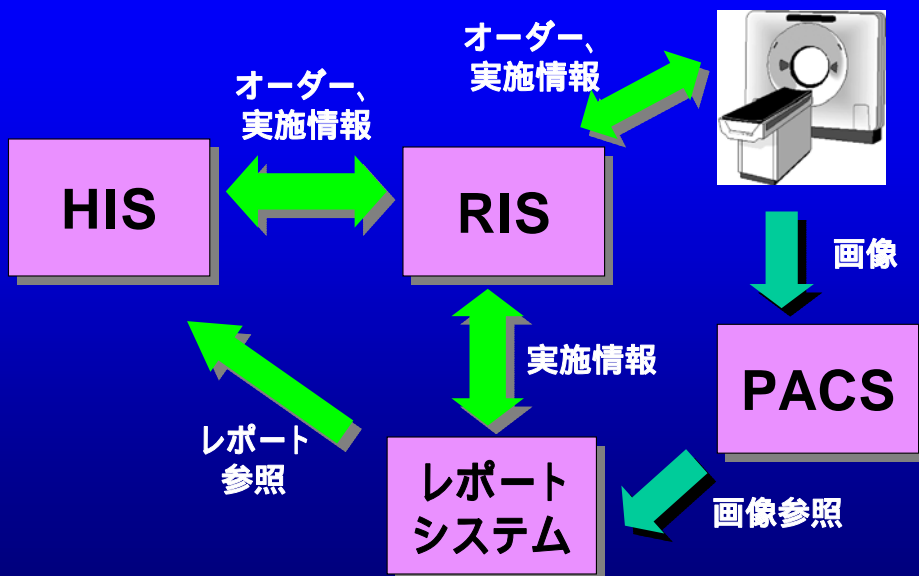 オーダー、
実施情報
オーダー、
実施情報
HIS
RIS
画像
実施情報
PACS
レポート
参照
レポート
システム
画像参照